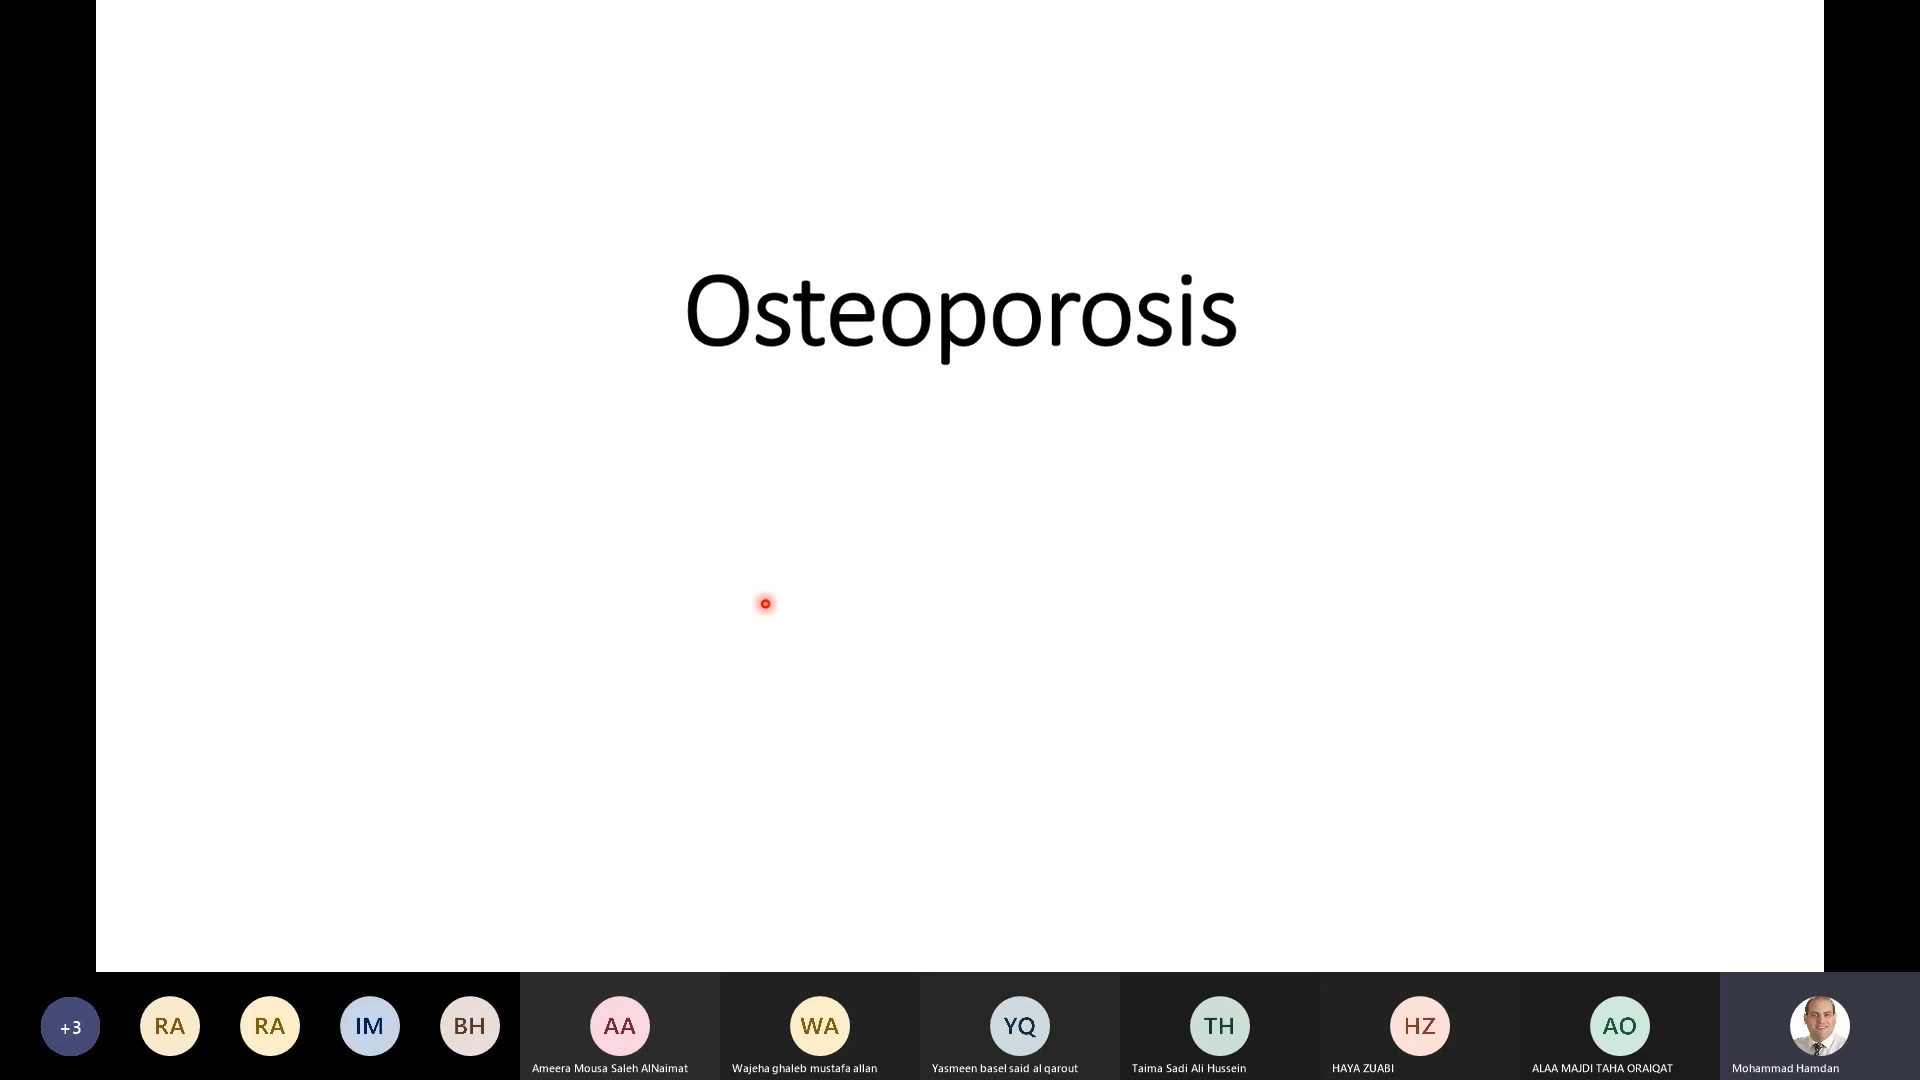 Osteoporosis
+3
RA
RA
IM
BH
AA
WA
YQ
TH
HZ
AO
Ameera Mousa Saleh AlNaimat
Wajeha ghaleb mustafa allan
Yasmeen basel said al qarout
Taima Sadi Ali Hussein
HAYA ZUABI
ALAA MAJDI TAHA ORAIQAT
Mohammad Hamdan